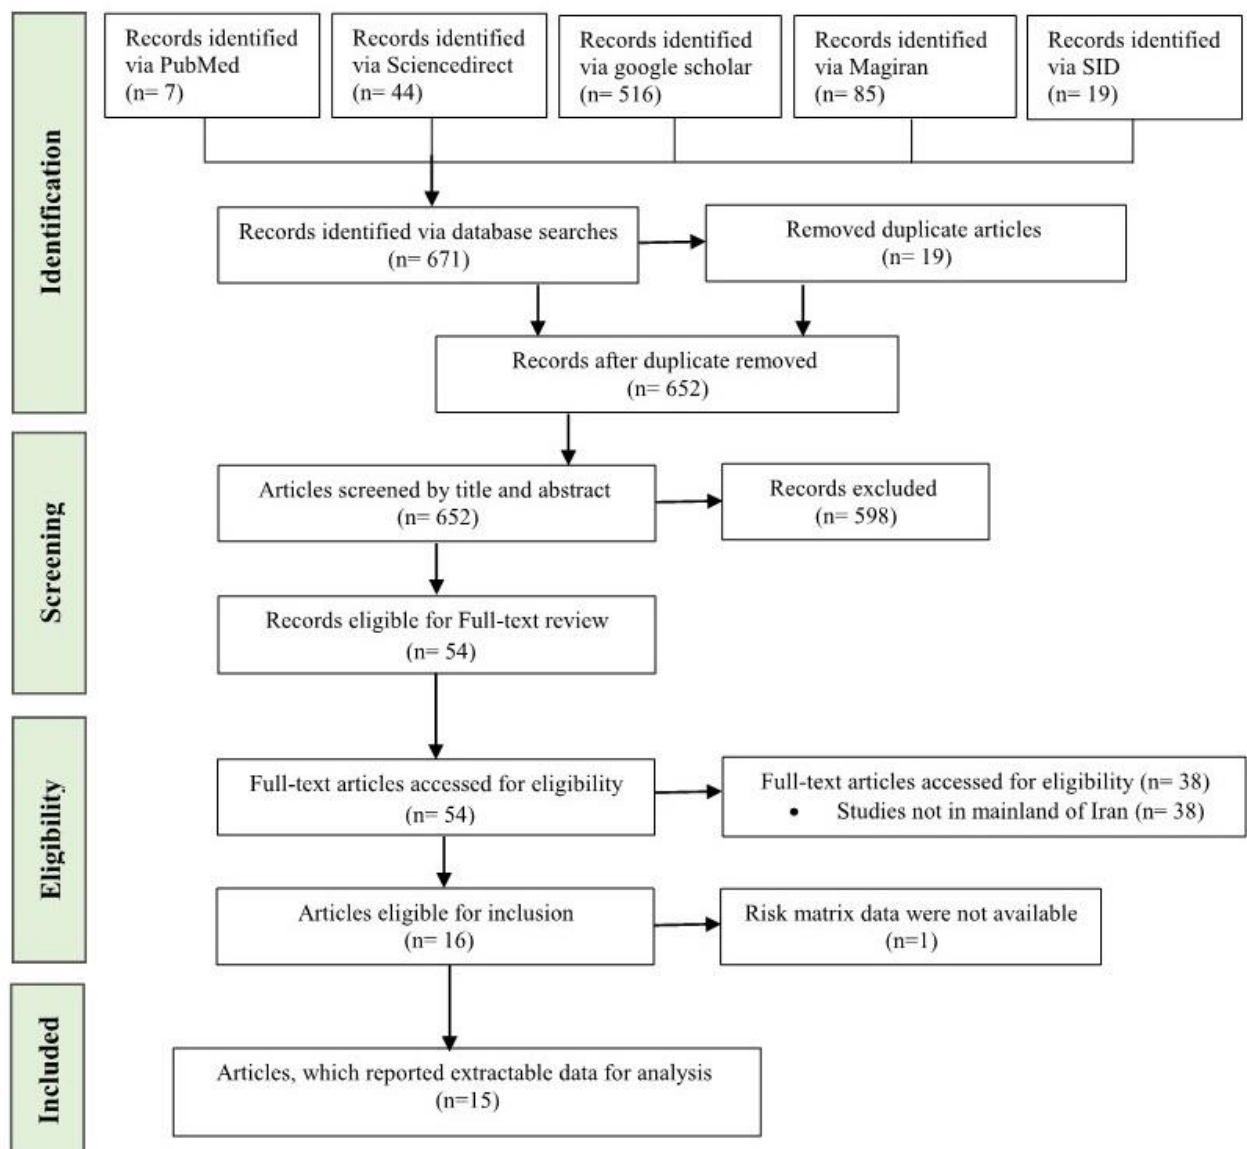 Identification
Records identified
via PubMed
(n= 7)
Records identified
via Sciencedirect
(n= 44)
Records identified
via google scholar
(n= 516)
Records identified
via Magiran
(n= 85)
Records identified
via SID
(n= 19)
Records identified via database searches
(n= 671)
Removed duplicate articles
(n= 19)
Records after duplicate removed
(n= 652)
Screening
Articles screened by title and abstract
(n= 652)
Records excluded
(n= 598)
Records eligible for Full-text review
(n= 54)
Eligibility
Full-text articles accessed for eligibility
(n= 54)
Full-text articles accessed for eligibility (n= 38)
• Studies not in mainland of Iran (n= 38)
Articles eligible for inclusion
(n= 16)
Risk matrix data were not available
(n=1)
Included
Articles, which reported extractable data for analysis
(n=15)